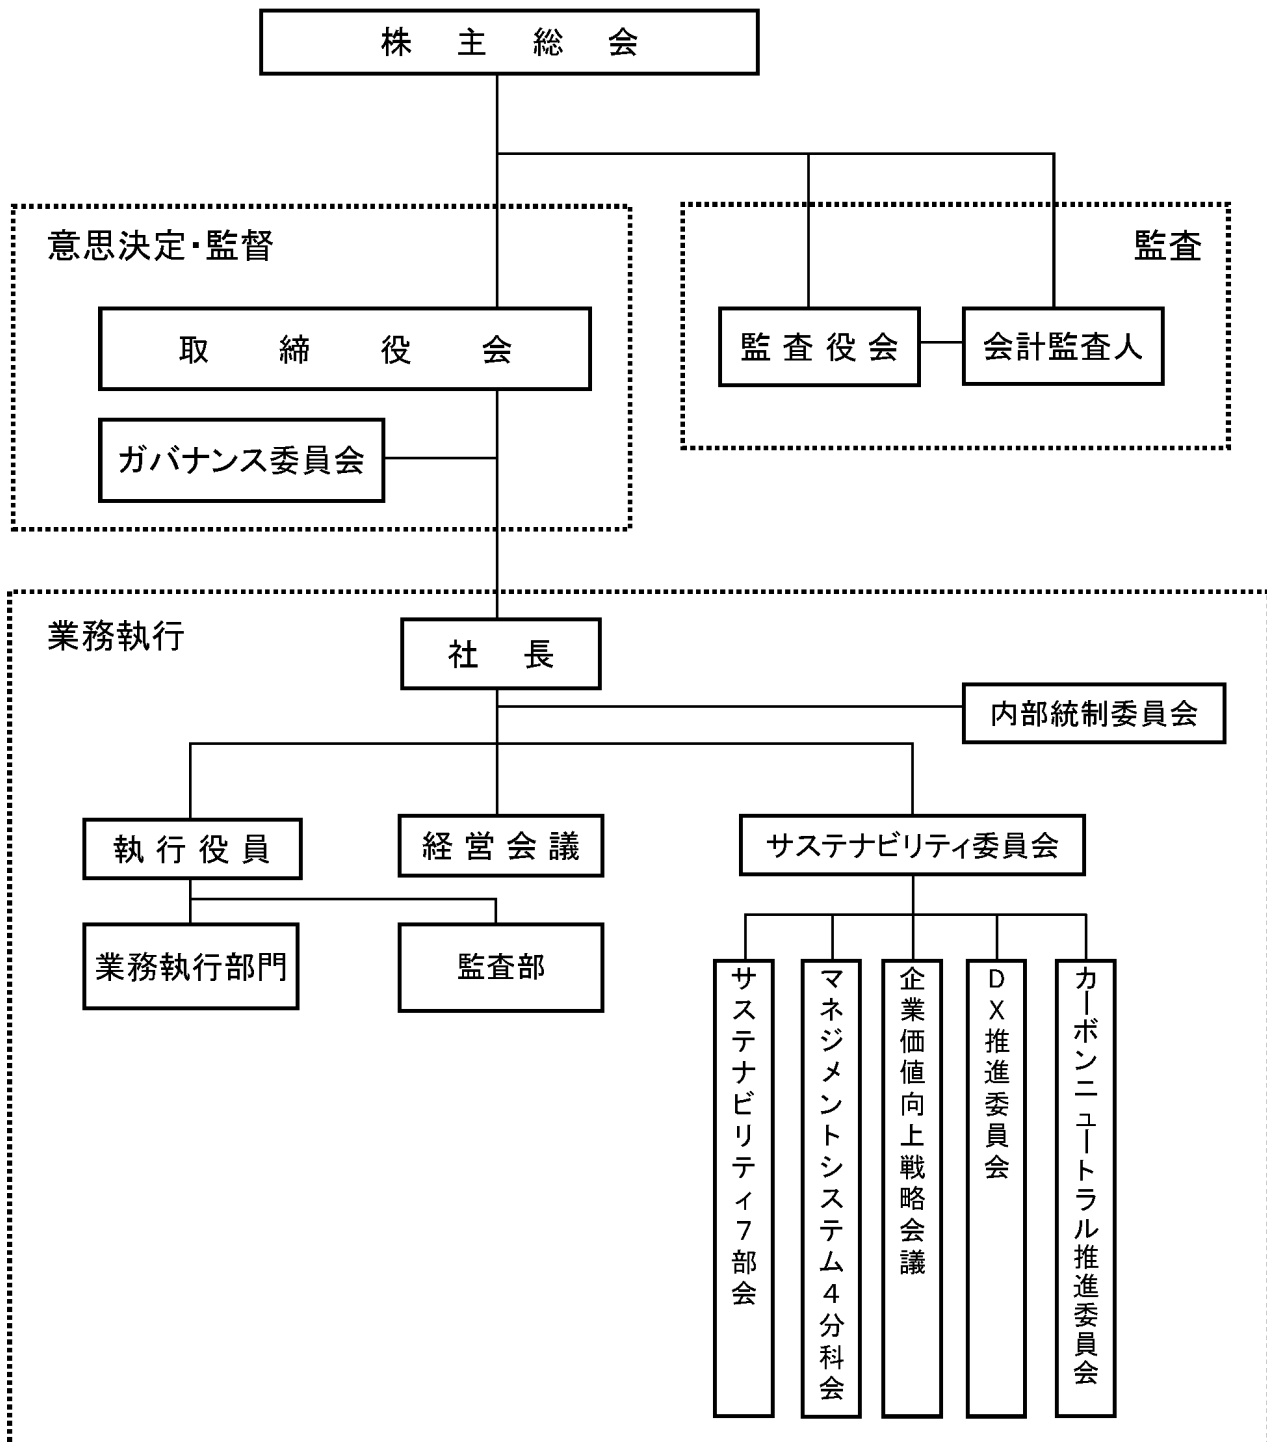 株主総会
意思決定・監督
監査
取締役会
監査役会
会計監査人
ガバナンス委員会
業務執行
社長
内部統制委員会
執行役員
経営会議
サステナビリティ委員会
業務執行部門
監査部
サステナビリティ7部会
マネジメントシステム4分科会
企業価値向上戦略会議
DX推進委員会
カーボンニュートラル推進委員会